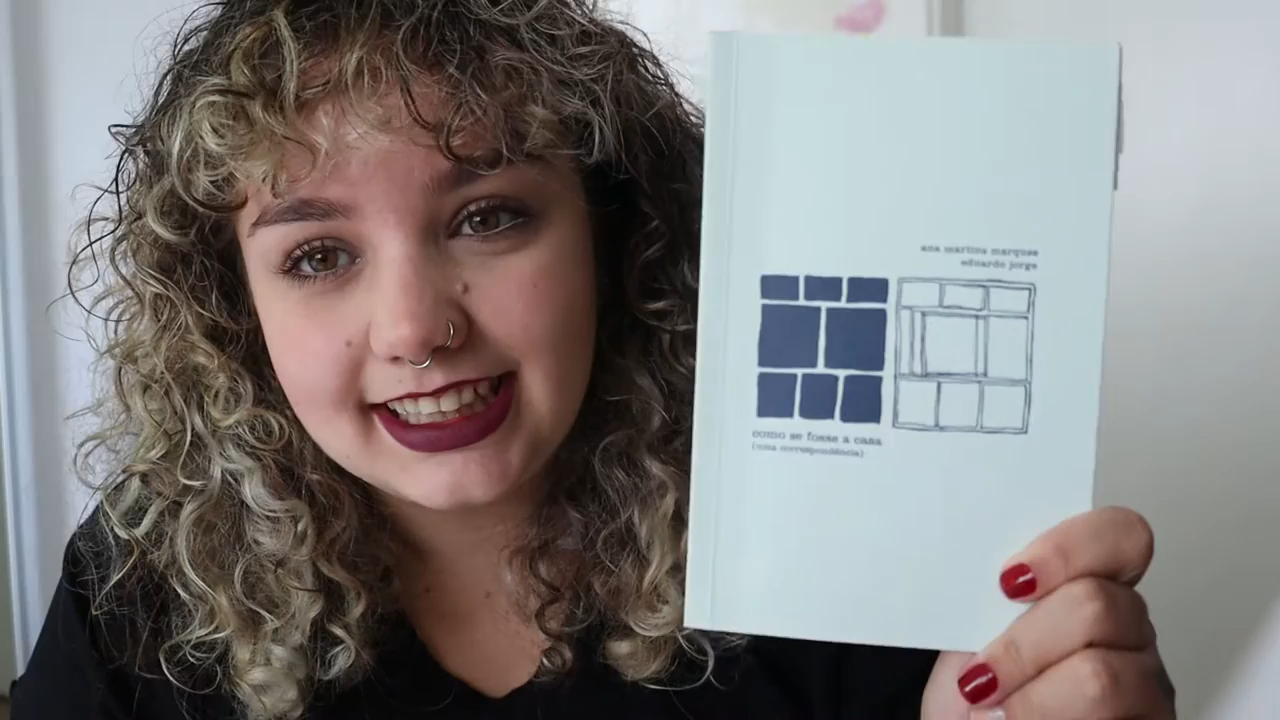 ana martins marques
eduardo jorge
como se fosse a casa
(uma correspondência)